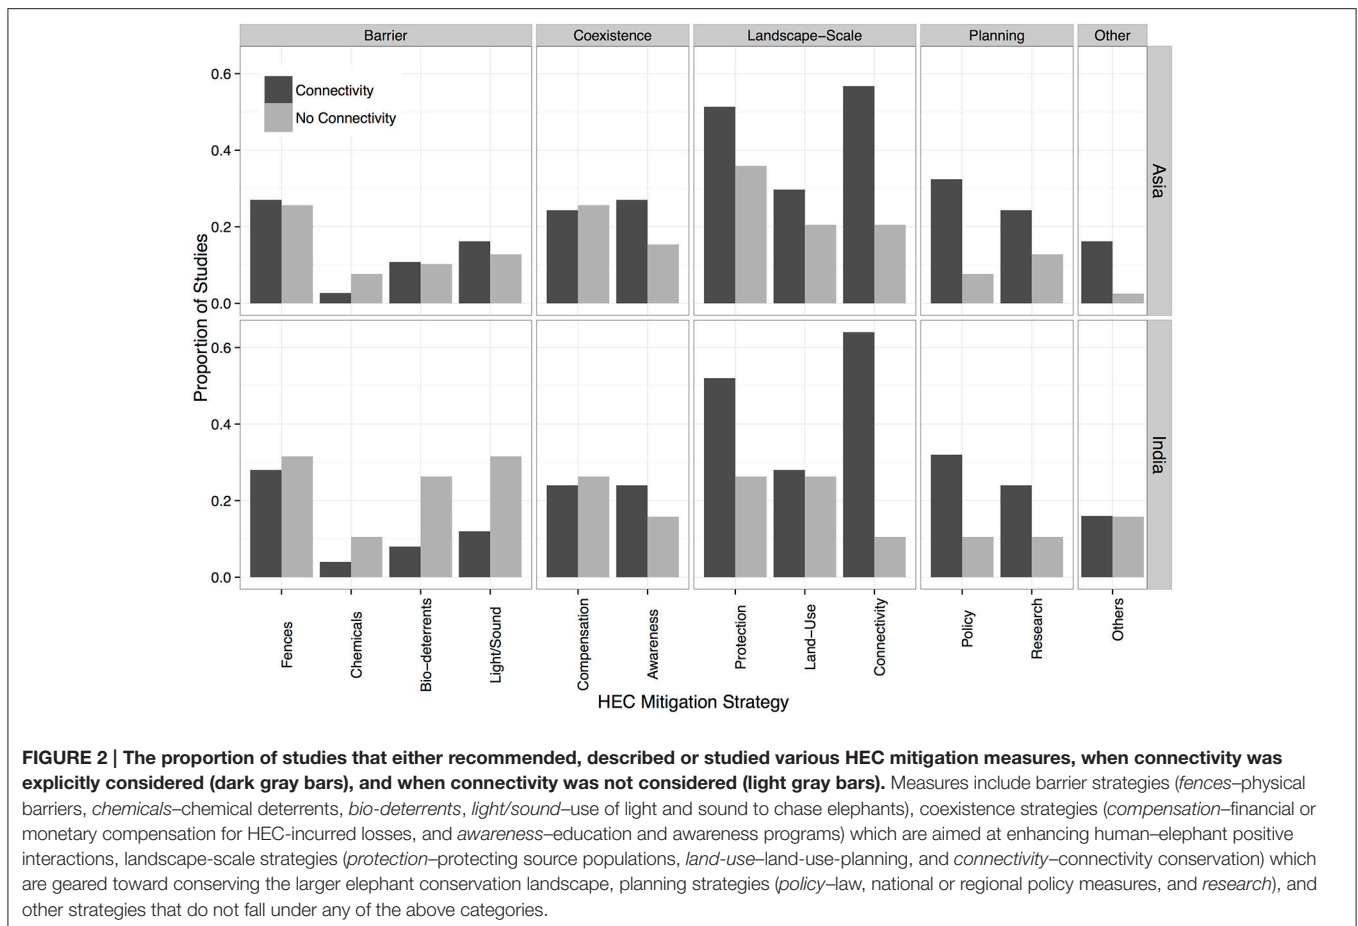 Barrier
Coexistence
Landscape–Scale
Planning
Other
Connectivity
No Connectivity
0.6
0.4
0.2
0.0
Asia
0.6
0.4
0.2
0.0
India
Proportion of Studies
Fences
Chemicals
Bio–deterrents
Light/Sound
Compensation
Awareness
Protection
Land–Use
Connectivity
Policy
Research
Others
HEC Mitigation Strategy
FIGURE 2 | The proportion of studies that either recommended, described or studied various HEC mitigation measures, when connectivity was
explicitly considered (dark gray bars), and when connectivity was not considered (light gray bars). Measures include barrier strategies (fences–physical
barriers, chemicals–chemical deterrents, bio-deterrents, light/sound–use of light and sound to chase elephants), coexistence strategies (compensation–financial or
monetary compensation for HEC-incurred losses, and awareness–education and awareness programs) which are aimed at enhancing human–elephant positive
interactions, landscape-scale strategies (protection–protecting source populations, land-use–land-use-planning, and connectivity–connectivity conservation) which
are geared toward conserving the larger elephant conservation landscape, planning strategies (policy–law, national or regional policy measures, and research), and
other strategies that do not fall under any of the above categories.